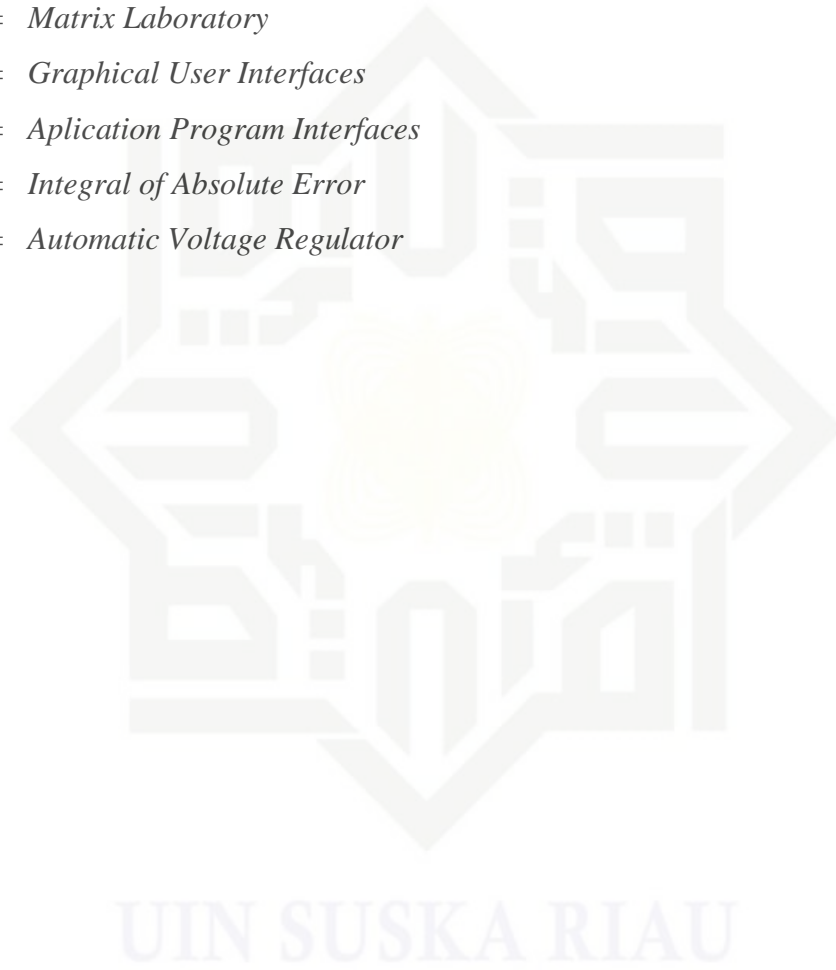 : Matrix Laboratory
: Graphical User Interfaces
: Aplication Program Interfaces
: Integral of Absolute Error
: Automatic Voltage Regulator
UIN SUSKA RIAU